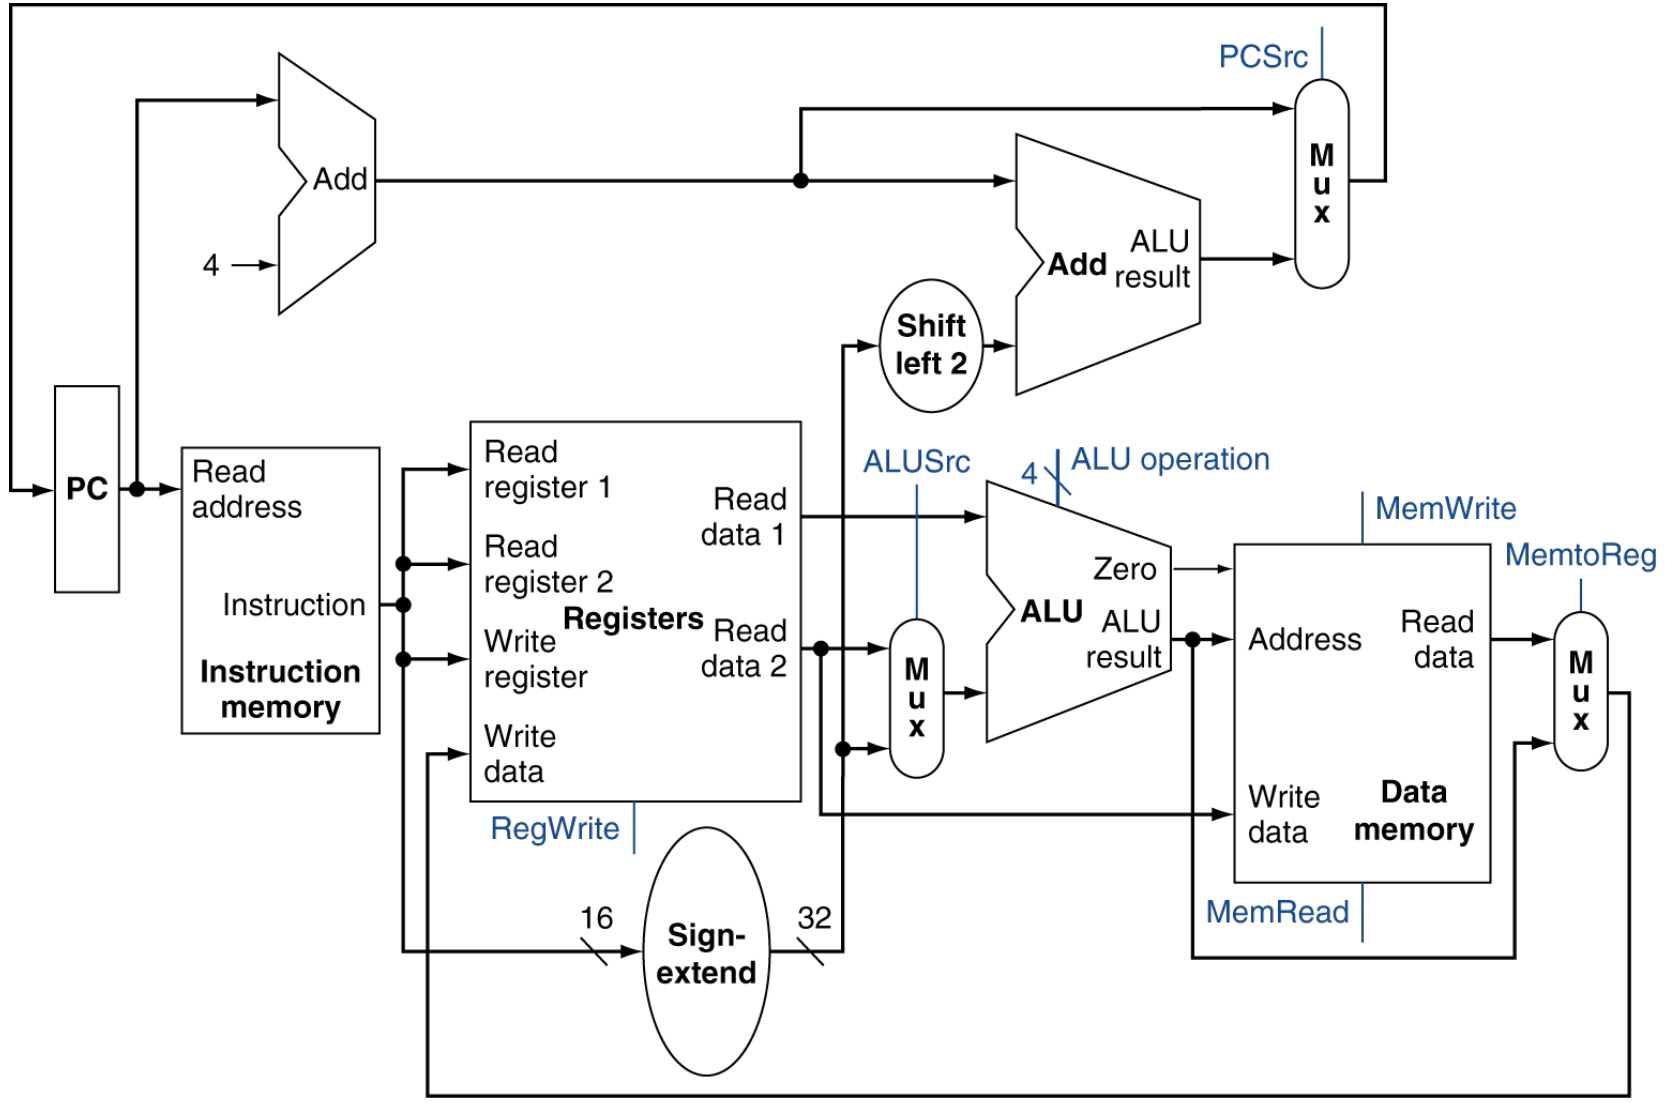 PCSrc
M
u
x
Add
4
ALU
result
Add
Shift
left 2
PC
Read
address
Instruction
Instruction
memory
Read
register 1
Read
register 2
Write
register
Write
data
Registers
Read
data 1
Read
data 2
RegWrite
ALUSrc
M
u
x
4
ALU operation
Zero
ALU
ALU
result
MemWrite
Address
Read
data
Write
data
Data
memory
MemRead
MemtoReg
M
u
x
16
Sign-
extend
32